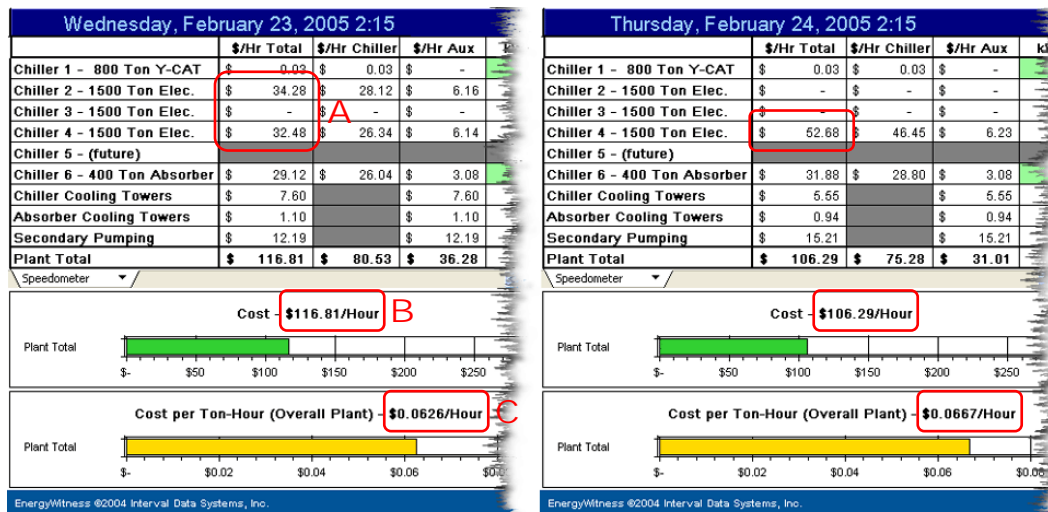 Wednesday, February 23, 2005 2:15
$/Hr Total $/Hr Chiller $/Hr Aux
Chiller 1 - 800 Ton Y-CAT $ 0.03 $ 0.03 $ -
Chiller 2 - 1500 Ton Elec. $ 34.28 $ 28.12 $ 6.16
Chiller 3 - 1500 Ton Elec. $ - $ - $ -
Chiller 4 - 1500 Ton Elec. $ 32.48 $ 26.34 $ 6.14
Chiller 5 - (future)
Chiller 6 - 400 Ton Absorber $ 29.12 $ 26.04 $ 3.08
Chiller Cooling Towers $ 7.60 $ 7.60
Absorber Cooling Towers $ 1.10 $ 1.10
Secondary Pumping $ 12.19 $ 12.19
Plant Total $ 116.81 $ 80.53 $ 36.28
A
Speedometer
Cost - $116.81/Hour B
Plant Total
$- $50 $100 $150 $200 $250
Cost per Ton-Hour (Overall Plant) - $0.0626/Hour C
Plant Total
$- $0.02 $0.04 $0.06
EnergyWitness ©2004 Interval Data Systems, Inc.
Thursday, February 24, 2005 2:15
$/Hr Total $/Hr Chiller $/Hr Aux
Chiller 1 - 800 Ton Y-CAT $ 0.03 $ 0.03 $ -
Chiller 2 - 1500 Ton Elec. $ - $ - $ -
Chiller 3 - 1500 Ton Elec. $ - $ - $ -
Chiller 4 - 1500 Ton Elec. $ 52.68 $ 46.45 $ 6.23
Chiller 5 - (future)
Chiller 6 - 400 Ton Absorber $ 31.88 $ 28.80 $ 3.08
Chiller Cooling Towers $ 5.55 $ 5.55
Absorber Cooling Towers $ 0.94 $ 0.94
Secondary Pumping $ 15.21 $ 15.21
Plant Total $ 106.29 $ 75.28 $ 31.01
Speedometer
Cost - $106.29/Hour
Plant Total
$- $50 $100 $150 $200 $250
Cost per Ton-Hour (Overall Plant) - $0.0667/Hour
Plant Total
$- $0.02 $0.04 $0.06
EnergyWitness ©2004 Interval Data Systems, Inc.